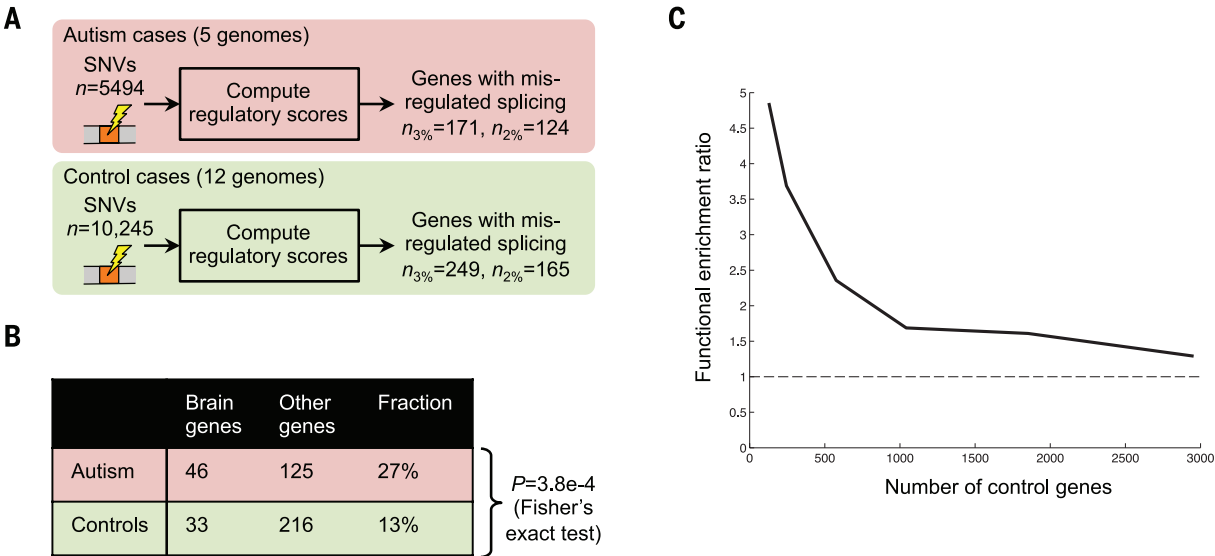 A
Autism cases (5 genomes)
SNVs
n=5494
Compute
regulatory scores
Genes with mis-
regulated splicing
n3%=171, n2%=124
Control cases (12 genomes)
SNVs
n=10,245
Compute
regulatory scores
Genes with mis-
regulated splicing
n3%=249, n2%=165
B
Brain genes Other genes Fraction
Autism 46 125 27%
Controls 33 216 13%
P=3.8e-4
(Fisher's
exact test)
C
Functional enrichment ratio
5
4.5
4
3.5
3
2.5
2
1.5
1
0.5
0
0 500 1000 1500 2000 2500 3000
Number of control genes